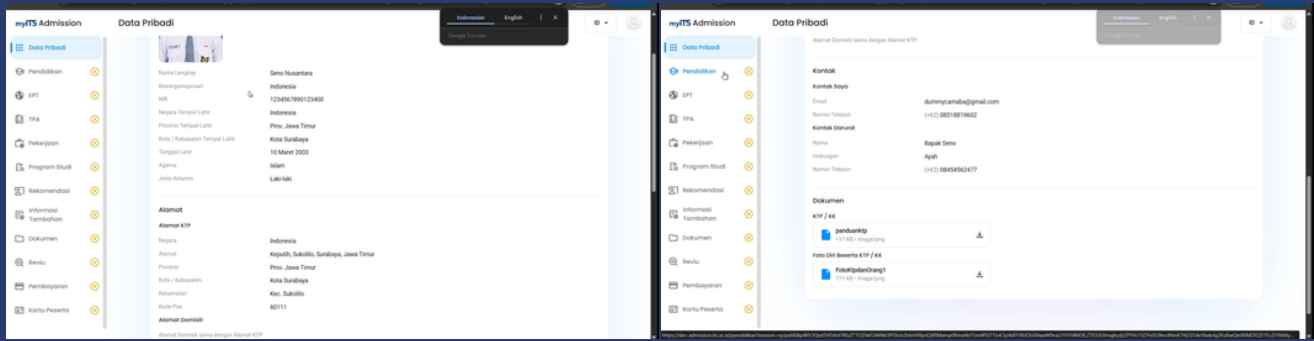 myITS Admission
Data Pribadi
Indonesian English
Google Translate
ID
Data Pribadi
Pendidikan
EPT
TPA
Pekerjaan
Program Studi
Rekomendasi
Informasi Tambahan
Dokumen
Reviu
Pembayaran
Kartu Peserta
Nama Lengkap Seno Nusantara
Kewarganegaraan Indonesia
NIK 1234567890123400
Negara Tempat Lahir Indonesia
Provinsi Tempat Lahir Prov. Jawa Timur
Kota / Kabupaten Tempat Lahir Kota Surabaya
Tanggal Lahir 10 Maret 2003
Agama Islam
Jenis Kelamin Laki-laki
Alamat
Alamat KTP
Negara Indonesia
Alamat Keputih, Sukolilo, Surabaya, Jawa Timur
Provinsi Prov. Jawa Timur
Kota / Kabupaten Kota Surabaya
Kecamatan Kec. Sukolilo
Kode Pos 60111
Alamat Domisili
Alamat Domisili sama dengan Alamat KTP
myITS Admission
Data Pribadi
Indonesian English
Google Translate
ID
Data Pribadi
Pendidikan
EPT
TPA
Pekerjaan
Program Studi
Rekomendasi
Informasi Tambahan
Dokumen
Reviu
Pembayaran
Kartu Peserta
Alamat Domisili sama dengan Alamat KTP
Kontak
Kontak Saya
Email dummycamaba@gmail.com
Nomor Telepon (+62) 08518819602
Kontak Darurat
Nama Bapak Seno
Hubungan Ayah
Nomor Telepon (+62) 08454562477
Dokumen
KTP / KK
panduanktp
117 KB - image/png
Foto Diri Beserta KTP / KK
FotoKtpdanOrang1
771 KB - image/png